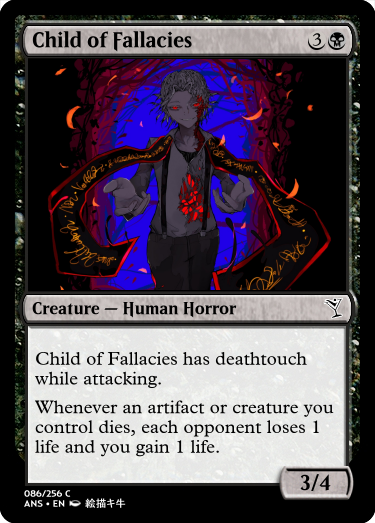 Child of Fallacies 3
Creature — Human Horror
Child of Fallacies has deathtouch
while attacking.
Whenever an artifact or creature you
control dies, each opponent loses 1
life and you gain 1 life.
3/4
086/256 C
ANS • EN 絵描キ牛